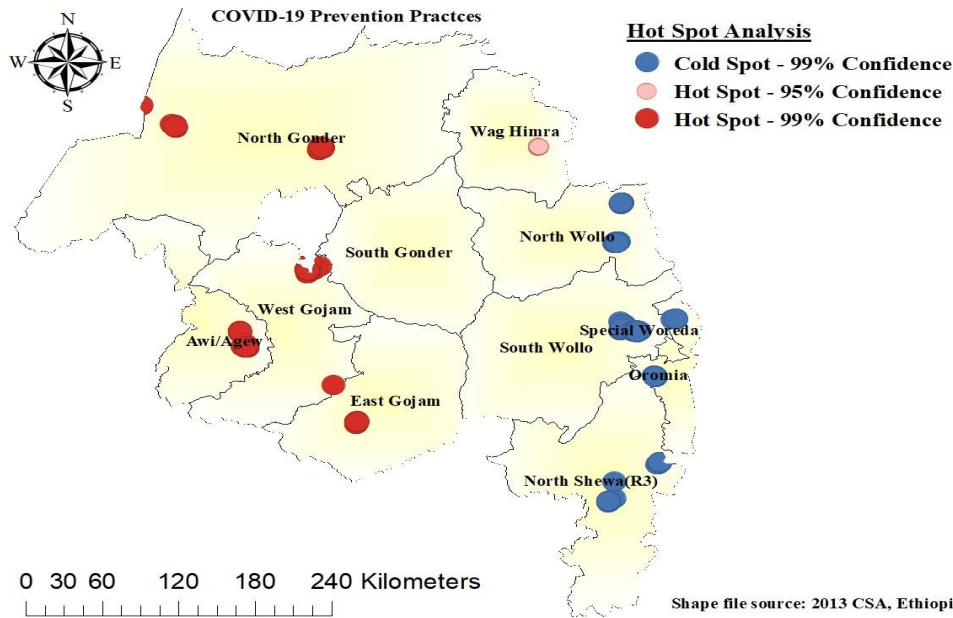 COVID-19 Prevention Practces
N
W E
S
Hot Spot Analysis
Cold Spot - 99% Confidence
Hot Spot - 95% Confidence
Hot Spot - 99% Confidence
North Gonder
Wag Himra
North Wollo
South Gonder
West Gojam
Awi/Agew
South Wollo
Special Woreda
Oromia
East Gojam
North Shewa(R3)
0 30 60 120 180 240 Kilometers
Shape file source: 2013 CSA, Ethiopi